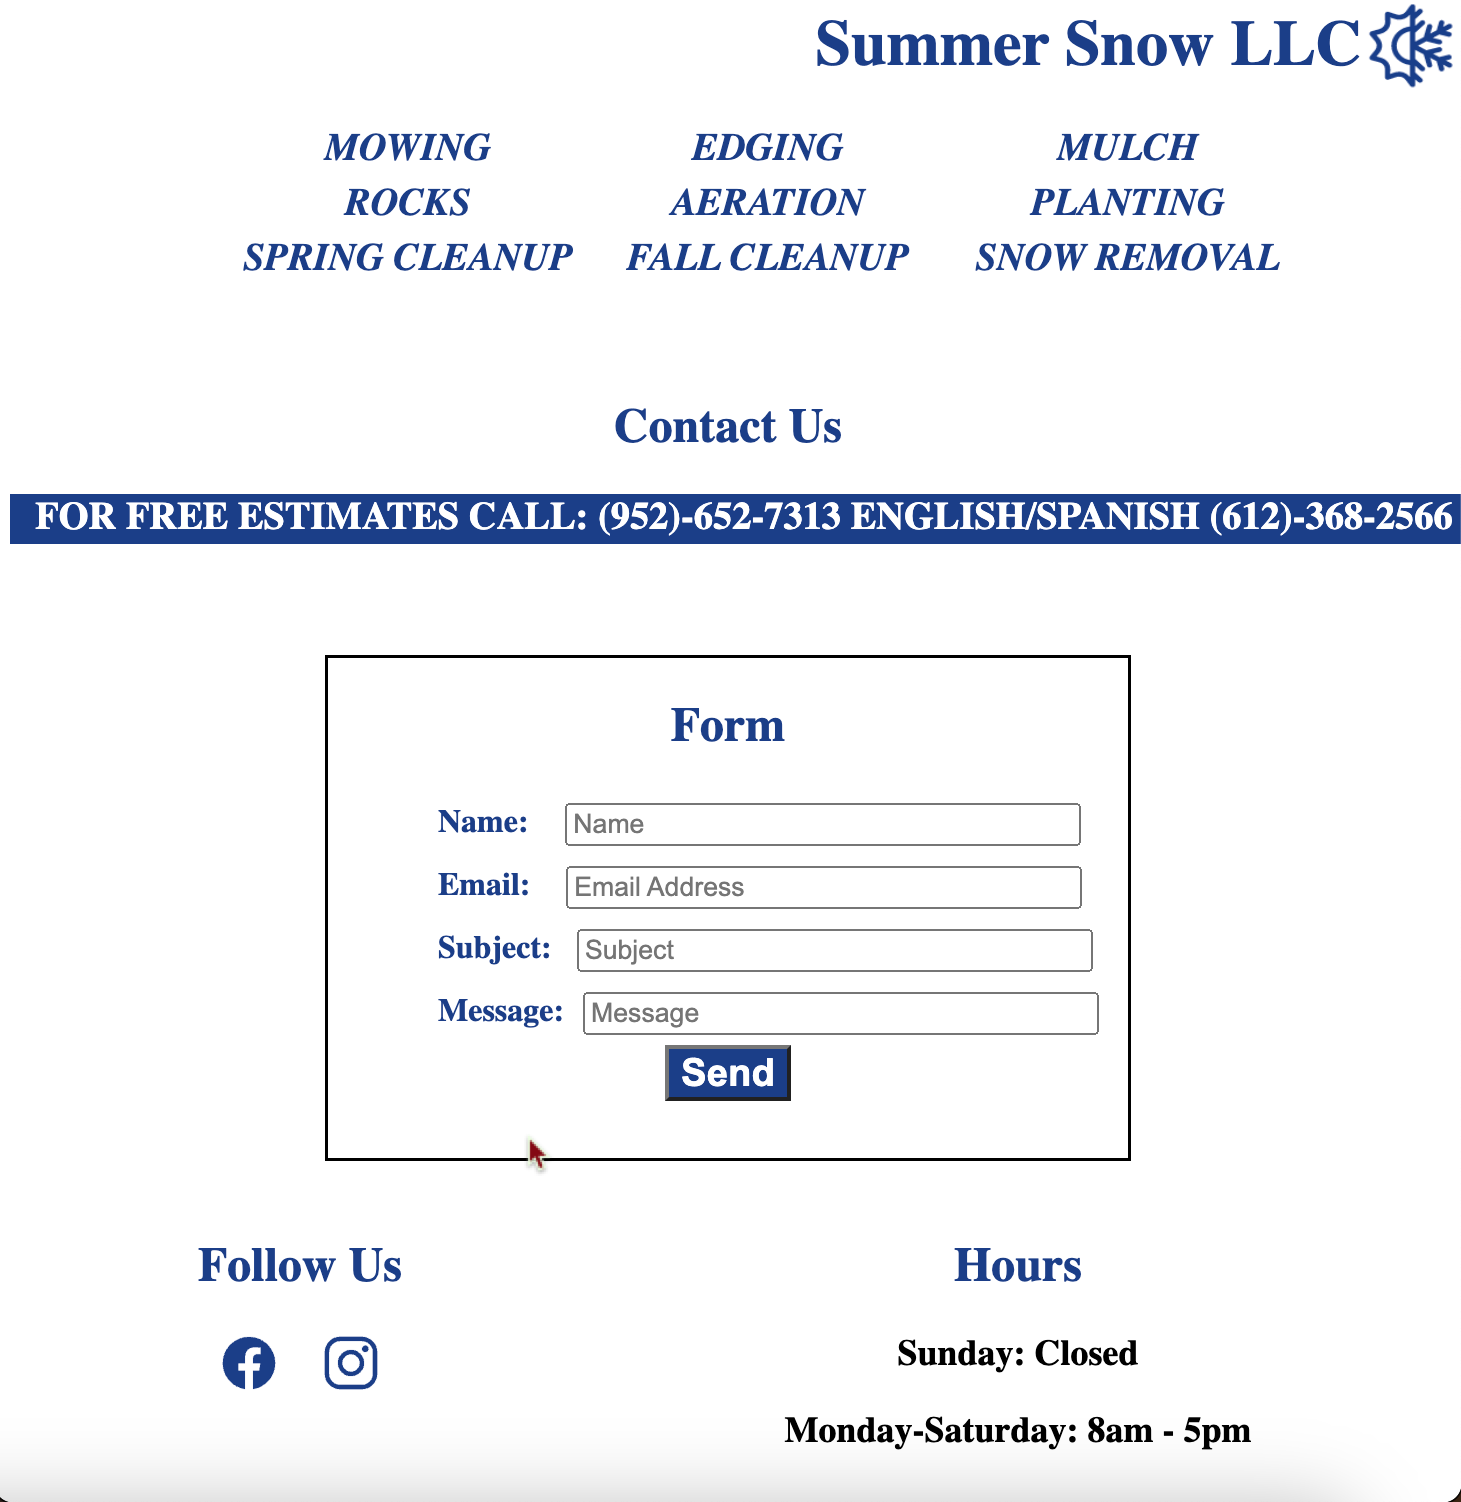 Summer Snow LLC
MOWING EDGING MULCH
ROCKS AERATION PLANTING
SPRING CLEANUP FALL CLEANUP SNOW REMOVAL
Contact Us
FOR FREE ESTIMATES CALL: (952)-652-7313 ENGLISH/SPANISH (612)-368-2566
Form
Name: Name
Email: Email Address
Subject: Subject
Message: Message
Send
Follow Us Hours
Sunday: Closed
Monday-Saturday: 8am - 5pm